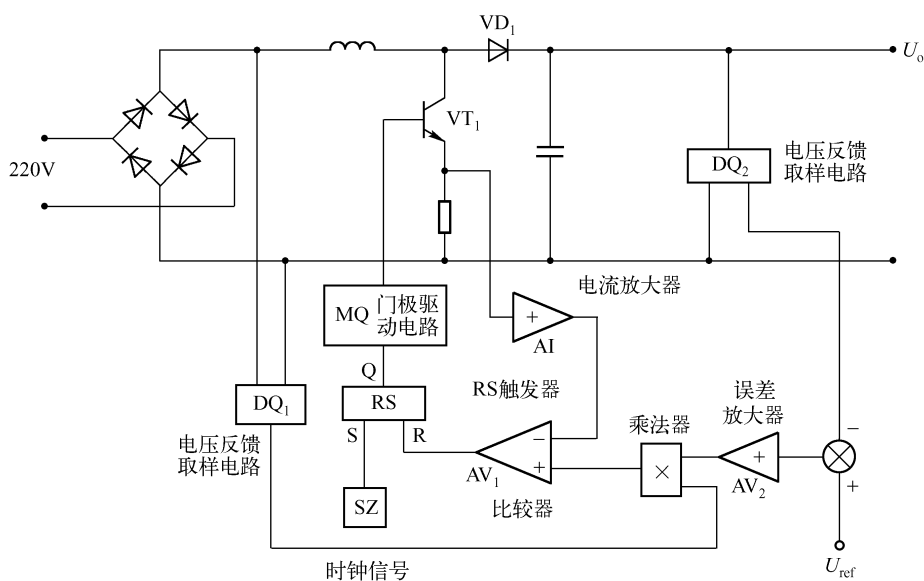 VD1
Uo
VT1
220V
DQ2
电压反馈
取样电路
电流放大器
MQ
门极驱
动电路
+
AI
Q
RS触发器
误差
放大器
DQ1
RS
乘法器
S
R
−
−
电压反馈
取样电路
+
×
+
AV1
AV2
+
SZ
比较器
时钟信号
Uref